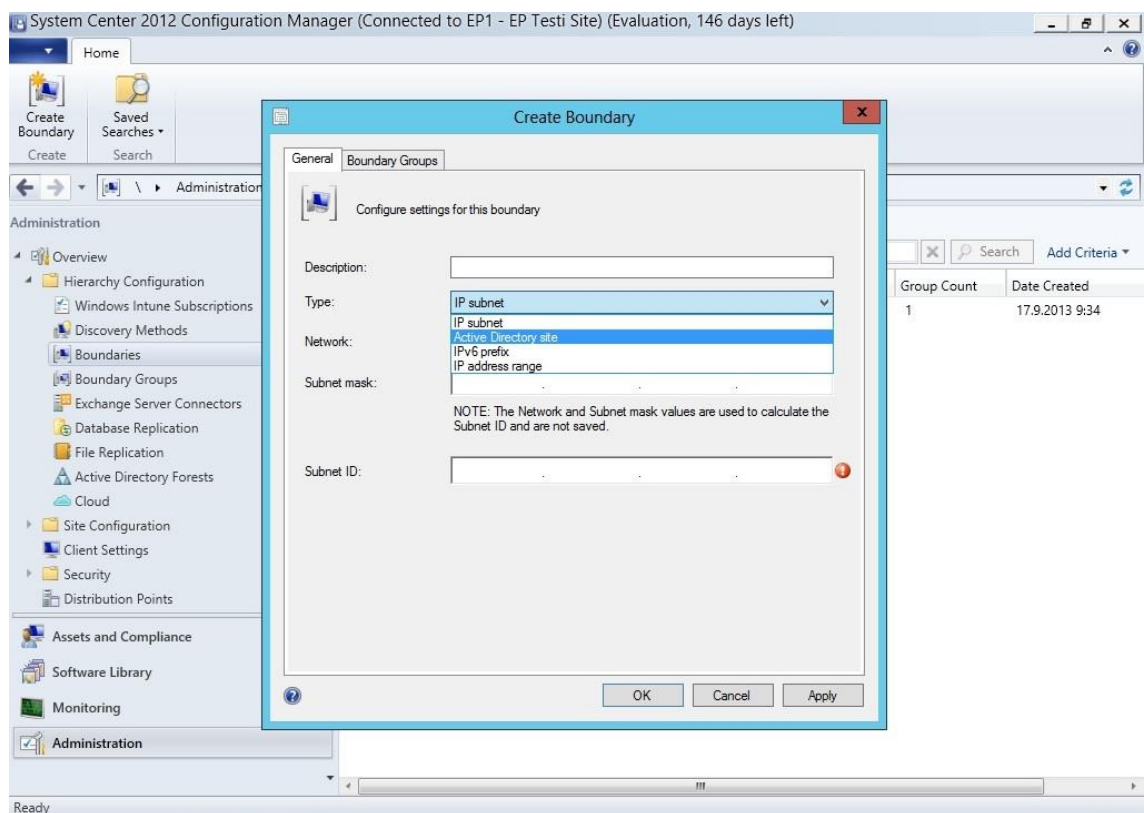 System Center 2012 Configuration Manager (Connected to EP1 - EP Testi Site) (Evaluation, 146 days left)
Home
Create Boundary
Saved Searches
Create
Search
\ Administration
Administration
Overview
Hierarchy Configuration
Windows Intune Subscriptions
Discovery Methods
Boundaries
Boundary Groups
Exchange Server Connectors
Database Replication
File Replication
Active Directory Forests
Cloud
Site Configuration
Client Settings
Security
Distribution Points
Assets and Compliance
Software Library
Monitoring
Administration
Ready
Create Boundary
General
Boundary Groups
Configure settings for this boundary
Description:
Type:
IP subnet
IP subnet
Active Directory site
IPv6 prefix
IP address range
Network:
Subnet mask:
NOTE: The Network and Subnet mask values are used to calculate the
Subnet ID and are not saved.
Subnet ID:
OK
Cancel
Apply
Search
Add Criteria
Group Count
Date Created
1
17.9.2013 9:34